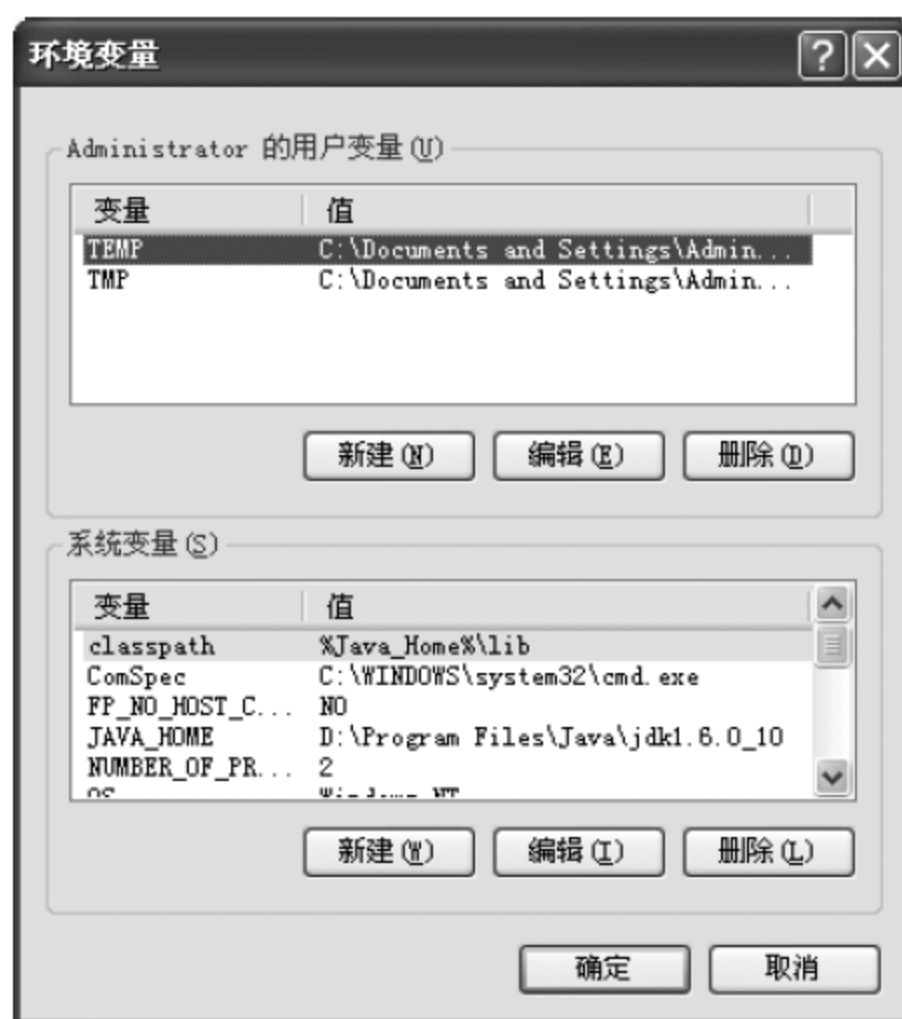 环境变量
Administrator 的用户变量(U)
变量 值
TEMP C:\Documents and Settings\Admin...
TMP C:\Documents and Settings\Admin...
新建(N) 编辑(E) 删除(D)
系统变量(S)
变量 值
classpath %Java_Home%\lib
ComSpec C:\WINDOWS\system32\cmd.exe
FP_NO_HOST_C... NO
JAVA_HOME D:\Program Files\Java\jdk1.6.0_10
NUMBER_OF_PR... 2
OS Windows_NT
新建(W) 编辑(I) 删除(L)
确定 取消